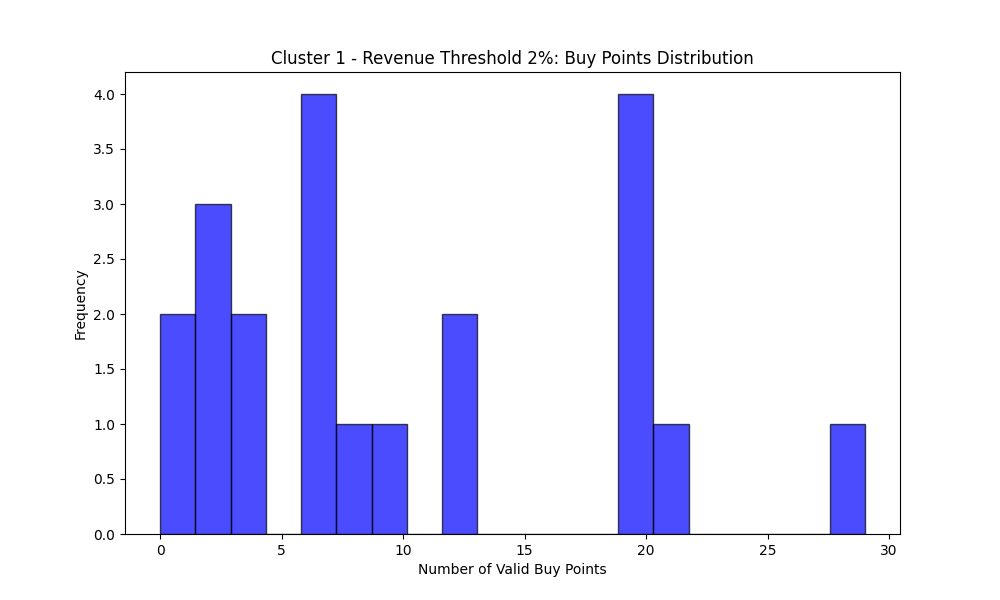 Cluster 1 - Revenue Threshold 2%: Buy Points Distribution
4.0
3.5
3.0
2.5
2.0
1.5
1.0
0.5
0.0
Frequency
0 5 10 15 20 25 30
Number of Valid Buy Points